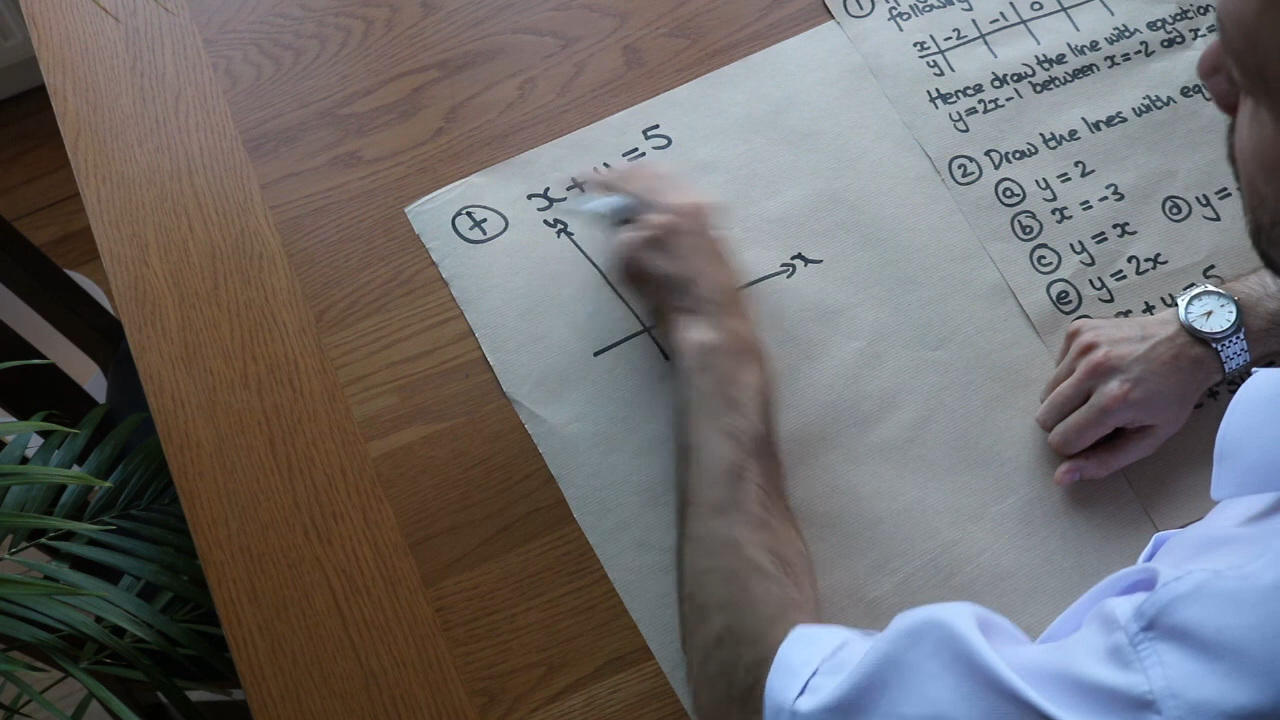 x + y = 5
f
y
x
1
following
x -2 -1 0
y
Hence draw the line with equation
y=2x-1 between x=-2 and x=
2 Draw the lines with eq
a y = 2
b x = -3
c y = x
d y =
e y = 2x
x + y = 5